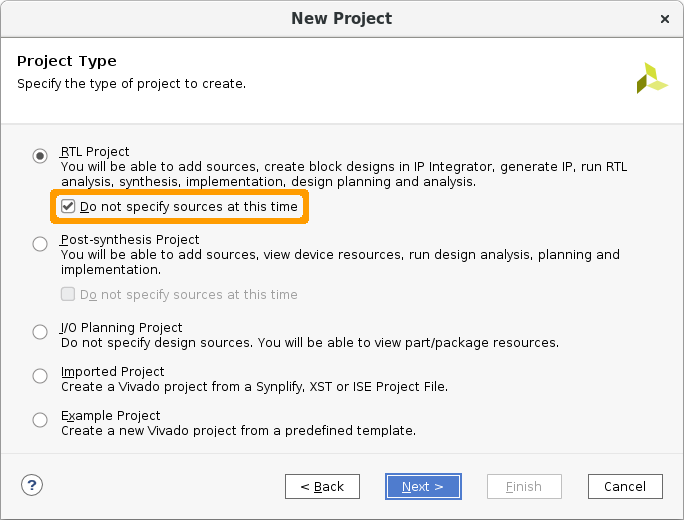 New Project
×
Project Type
Specify the type of project to create.
RTL Project
You will be able to add sources, create block designs in IP Integrator, generate IP, run RTL
analysis, synthesis, implementation, design planning and analysis.
Do not specify sources at this time
Post-synthesis Project
You will be able to add sources, view device resources, run design analysis, planning and
implementation.
Do not specify sources at this time
I/O Planning Project
Do not specify design sources. You will be able to view part/package resources.
Imported Project
Create a Vivado project from a Synplify, XST or ISE Project File.
Example Project
Create a new Vivado project from a predefined template.
?
< Back
Next >
Finish
Cancel